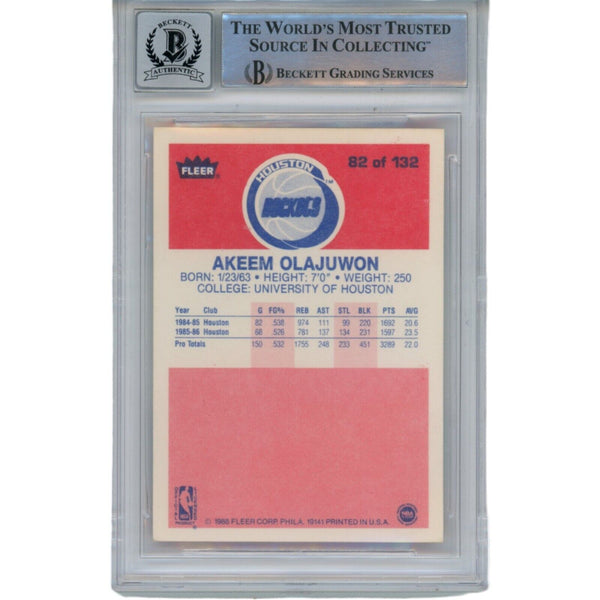 BECKETT
B
AUTHENTIC
THE WORLD'S MOST TRUSTED
SOURCE IN COLLECTING™
B BECKETT GRADING SERVICES
FLEER
HOUSTON
ROCKETS
82 of 132
AKEEM OLAJUWON
BORN: 1/23/63 • HEIGHT: 7'0" • WEIGHT: 250
COLLEGE: UNIVERSITY OF HOUSTON
Year Club G FG% REB AST STL BLK PTS AVG
1984-85 Houston 82 .538 974 111 99 220 1692 20.6
1985-86 Houston 68 .526 781 137 134 231 1597 23.5
Pro Totals 150 .532 1755 248 233 451 3289 22.0
NBA
PRODUCT
© 1986 FLEER CORP. PHILA. 19141 PRINTED IN U.S.A.
NBA